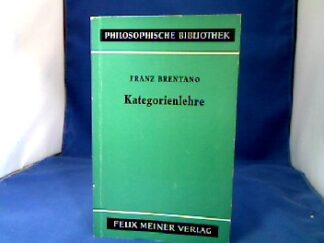 PHILOSOPHISCHE BIBLIOTHEK
FRANZ BRENTANO
Kategorienlehre
FELIX MEINER VERLAG